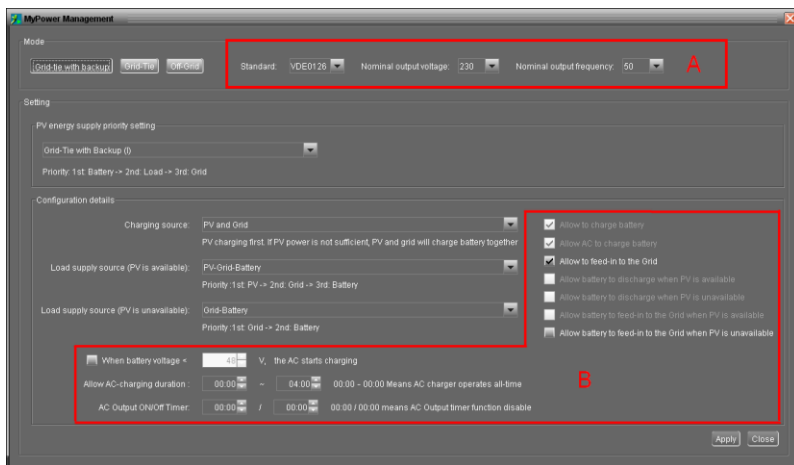 MyPower Management
Mode
Grid-tie with backup Grid-Tie Off-Grid Standard: VDE0126 Nominal output voltage: 230 Nominal output frequency: 50 A
Setting
PV energy supply priority setting
Grid-Tie with Backup (I)
Priority: 1st: Battery -> 2nd: Load -> 3rd: Grid
Configuration details
Charging source: PV and Grid
PV charging first. If PV power is not sufficient, PV and grid will charge battery together
Load supply source (PV is available): PV-Grid-Battery
Priority :1st: PV-> 2nd: Grid -> 3rd: Battery
Load supply source (PV is unavailable): Grid-Battery
Priority :1st: Grid -> 2nd: Battery
Allow to charge battery
Allow AC to charge battery
Allow to feed-in to the Grid
Allow battery to discharge when PV is available
Allow battery to discharge when PV is unavailable
Allow battery to feed-in to the Grid when PV is available
Allow battery to feed-in to the Grid when PV is unavailable
When battery voltage < 48 V, the AC starts charging
Allow AC-charging duration : 00:00 ~ 04:00 00:00 - 00:00 Means AC charger operates all-time
B
AC Output ON/Off Timer: 00:00 / 00:00 00:00 / 00:00 means AC Output timer function disable
Apply Close